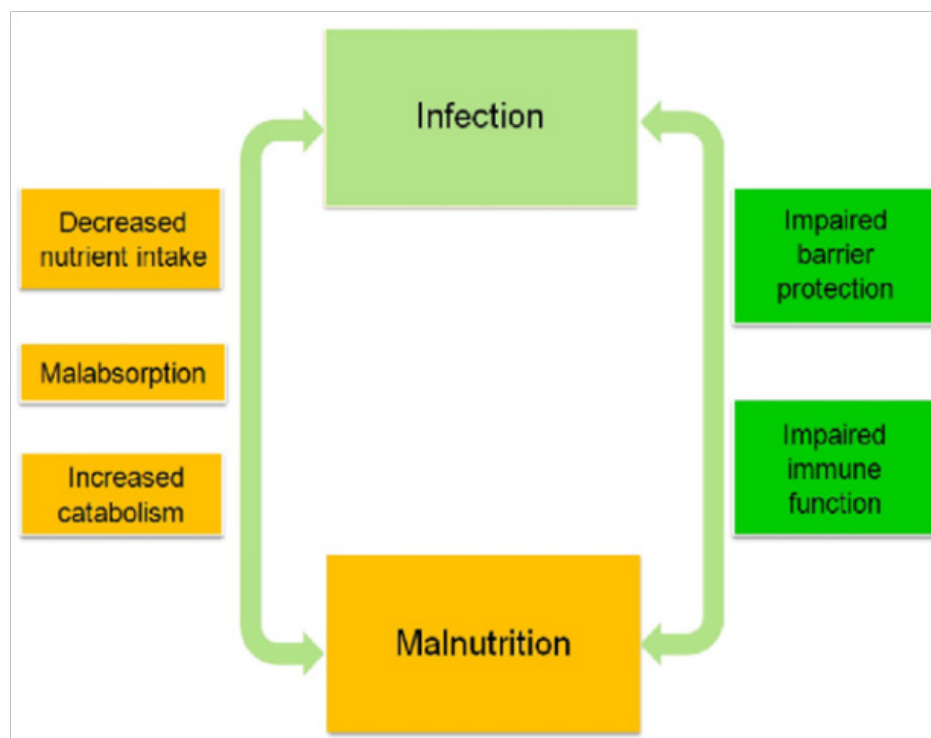 Infection
Decreased
nutrient intake
Malabsorption
Increased
catabolism
Impaired
barrier
protection
Impaired
immune
function
Malnutrition